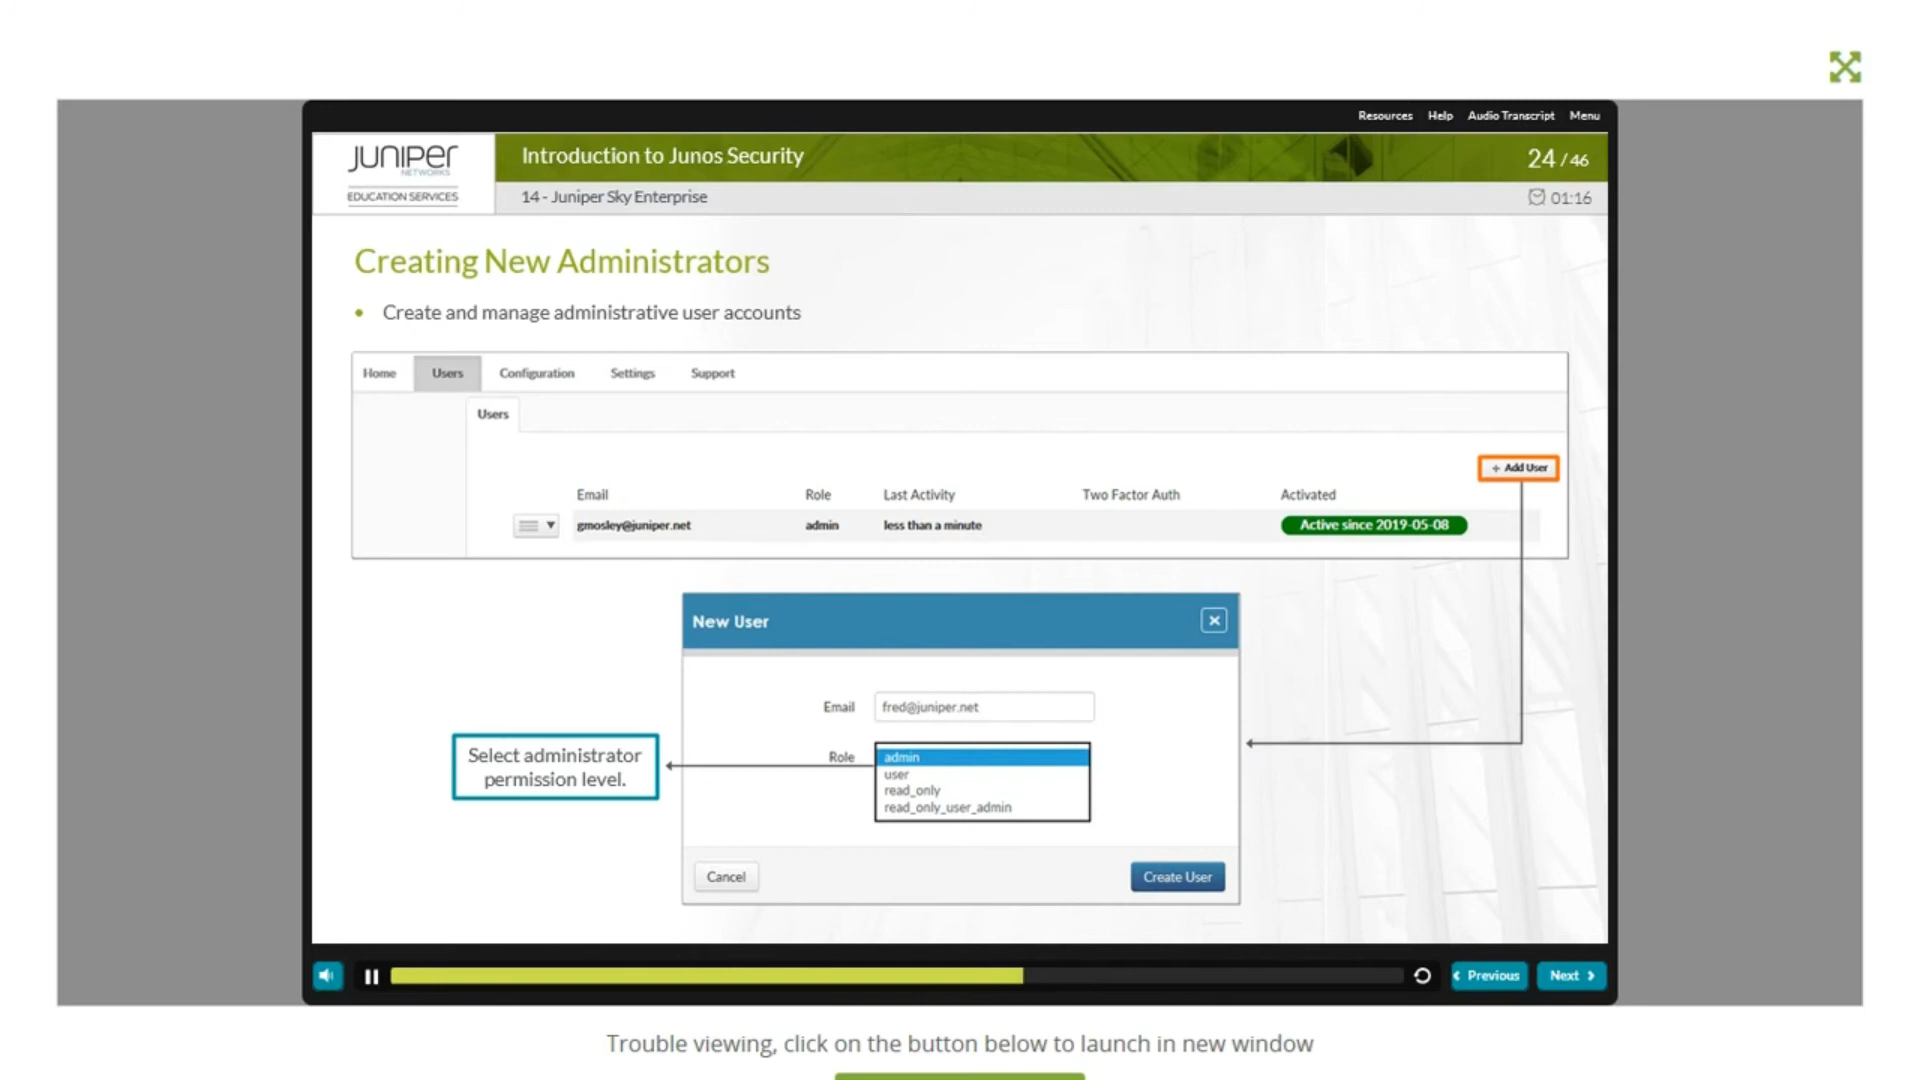 Resources Help Audio Transcript Menu
JUNIPER
NETWORKS
EDUCATION SERVICES
Introduction to Junos Security
24 / 46
14 - Juniper Sky Enterprise
01:16
Creating New Administrators
• Create and manage administrative user accounts
Home Users Configuration Settings Support
Users
+ Add User
Email Role Last Activity Two Factor Auth Activated
gmosley@juniper.net admin less than a minute Active since 2019-05-08
New User
Email fred@juniper.net
Select administrator
permission level.
Role admin
user
read_only
read_only_user_admin
Cancel Create User
Previous Next
Trouble viewing, click on the button below to launch in new window